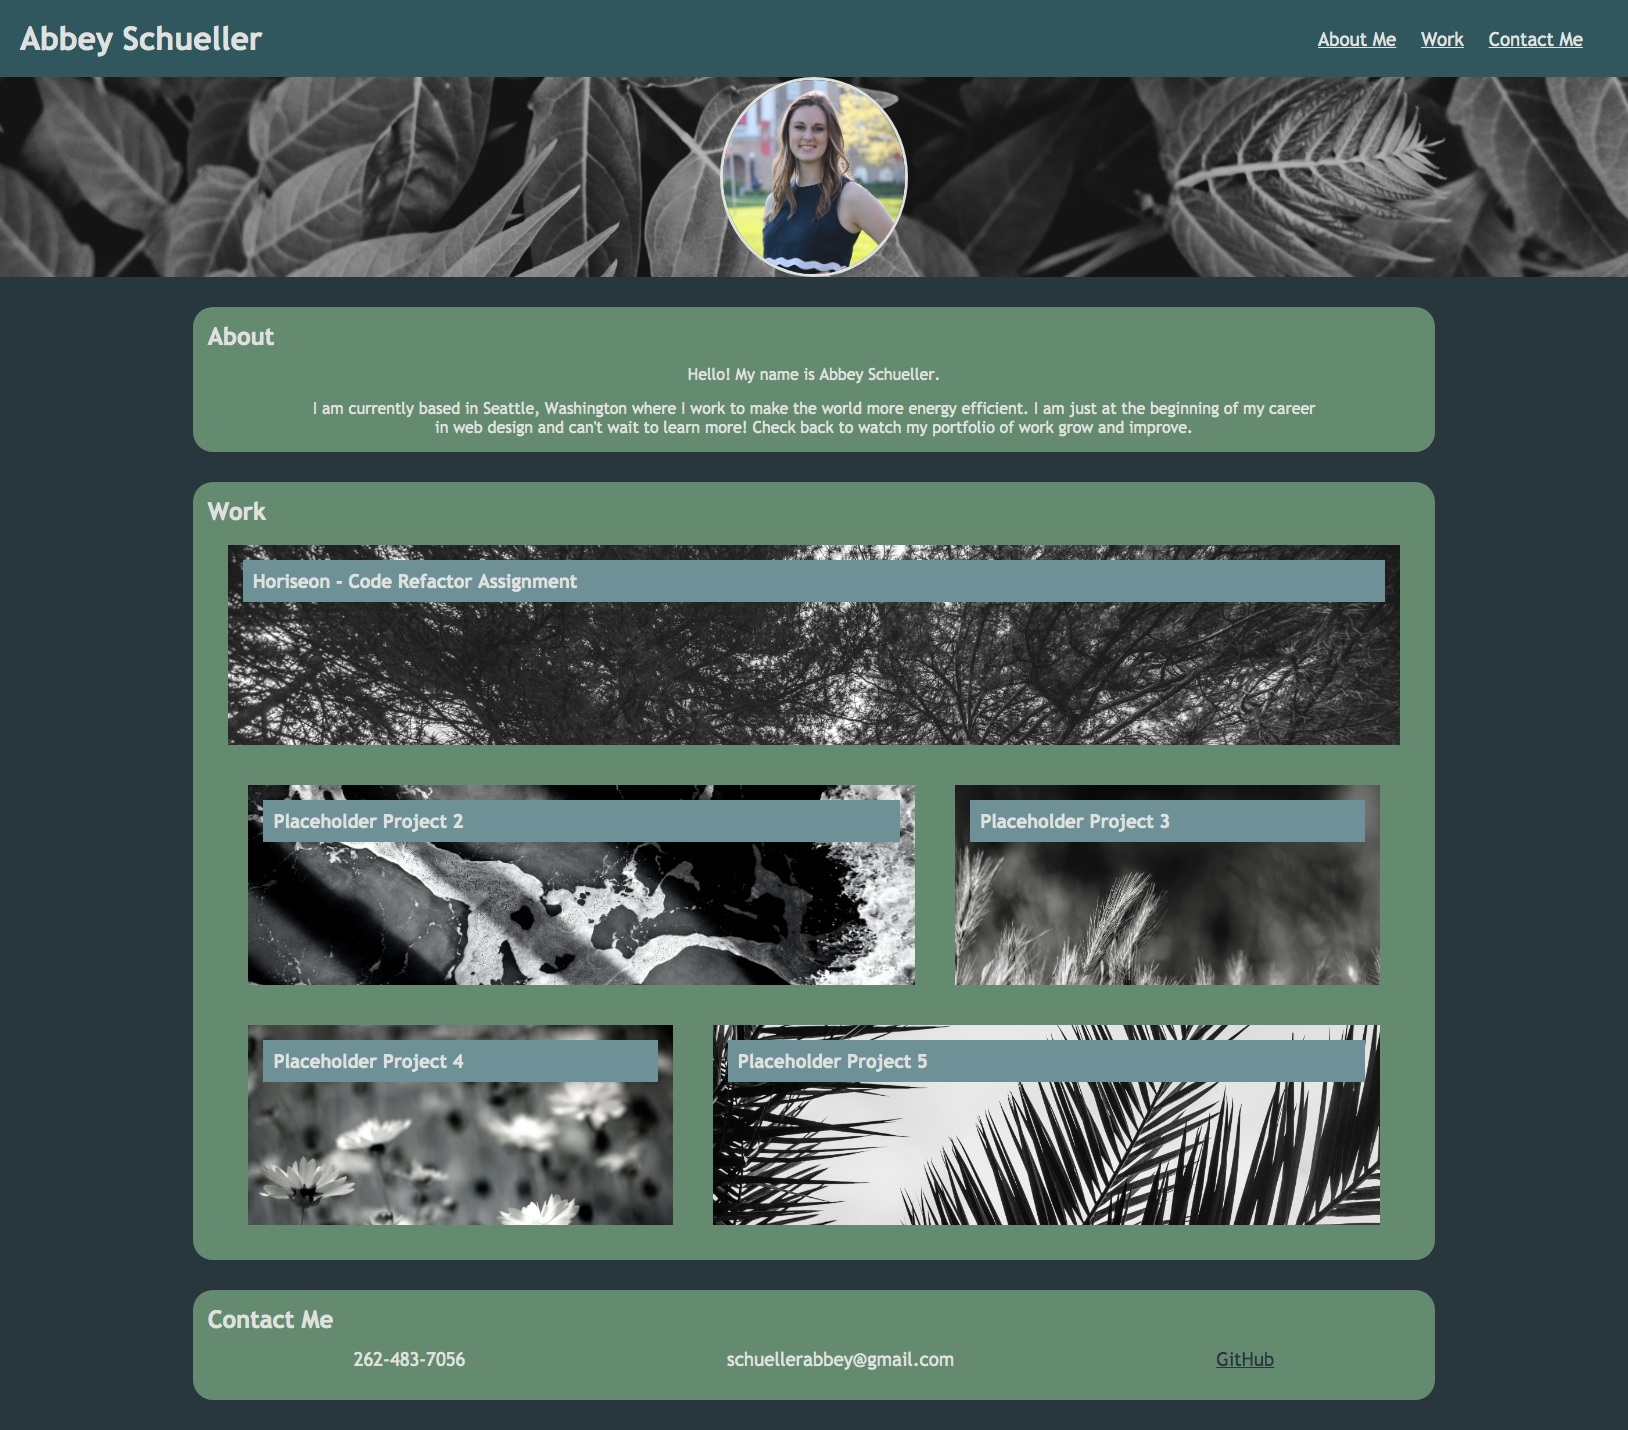 Abbey Schueller
About Me Work Contact Me
About
Hello! My name is Abbey Schueller.
I am currently based in Seattle, Washington where I work to make the world more energy efficient. I am just at the beginning of my career
in web design and can't wait to learn more! Check back to watch my portfolio of work grow and improve.
Work
Horiseon - Code Refactor Assignment
Placeholder Project 2
Placeholder Project 3
Placeholder Project 4
Placeholder Project 5
Contact Me
262-483-7056
schuellerabbey@gmail.com
GitHub